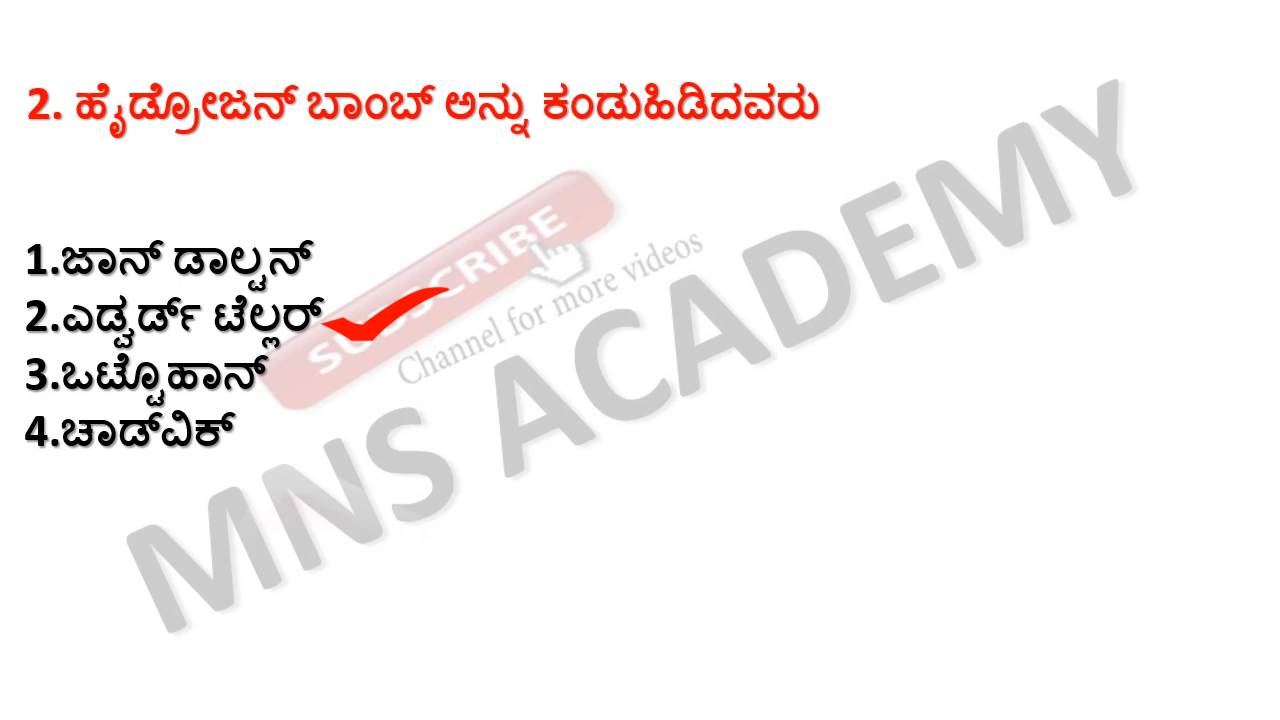 2. ಹೈಡ್ರೋಜನ್ ಬಾಂಬ್ ಅನ್ನು ಕಂಡುಹಿಡಿದವರು
1.ಜಾನ್ ಡಾಲ್ಟನ್
2.ಎಡ್ವರ್ಡ್ ಟೆಲ್ಲರ್
3.ಒಟ್ಟೊಹಾನ್
4.ಚಾಡ್‌ವಿಕ್
SUBSCRIBE
Channel for more videos
MNS ACADEMY